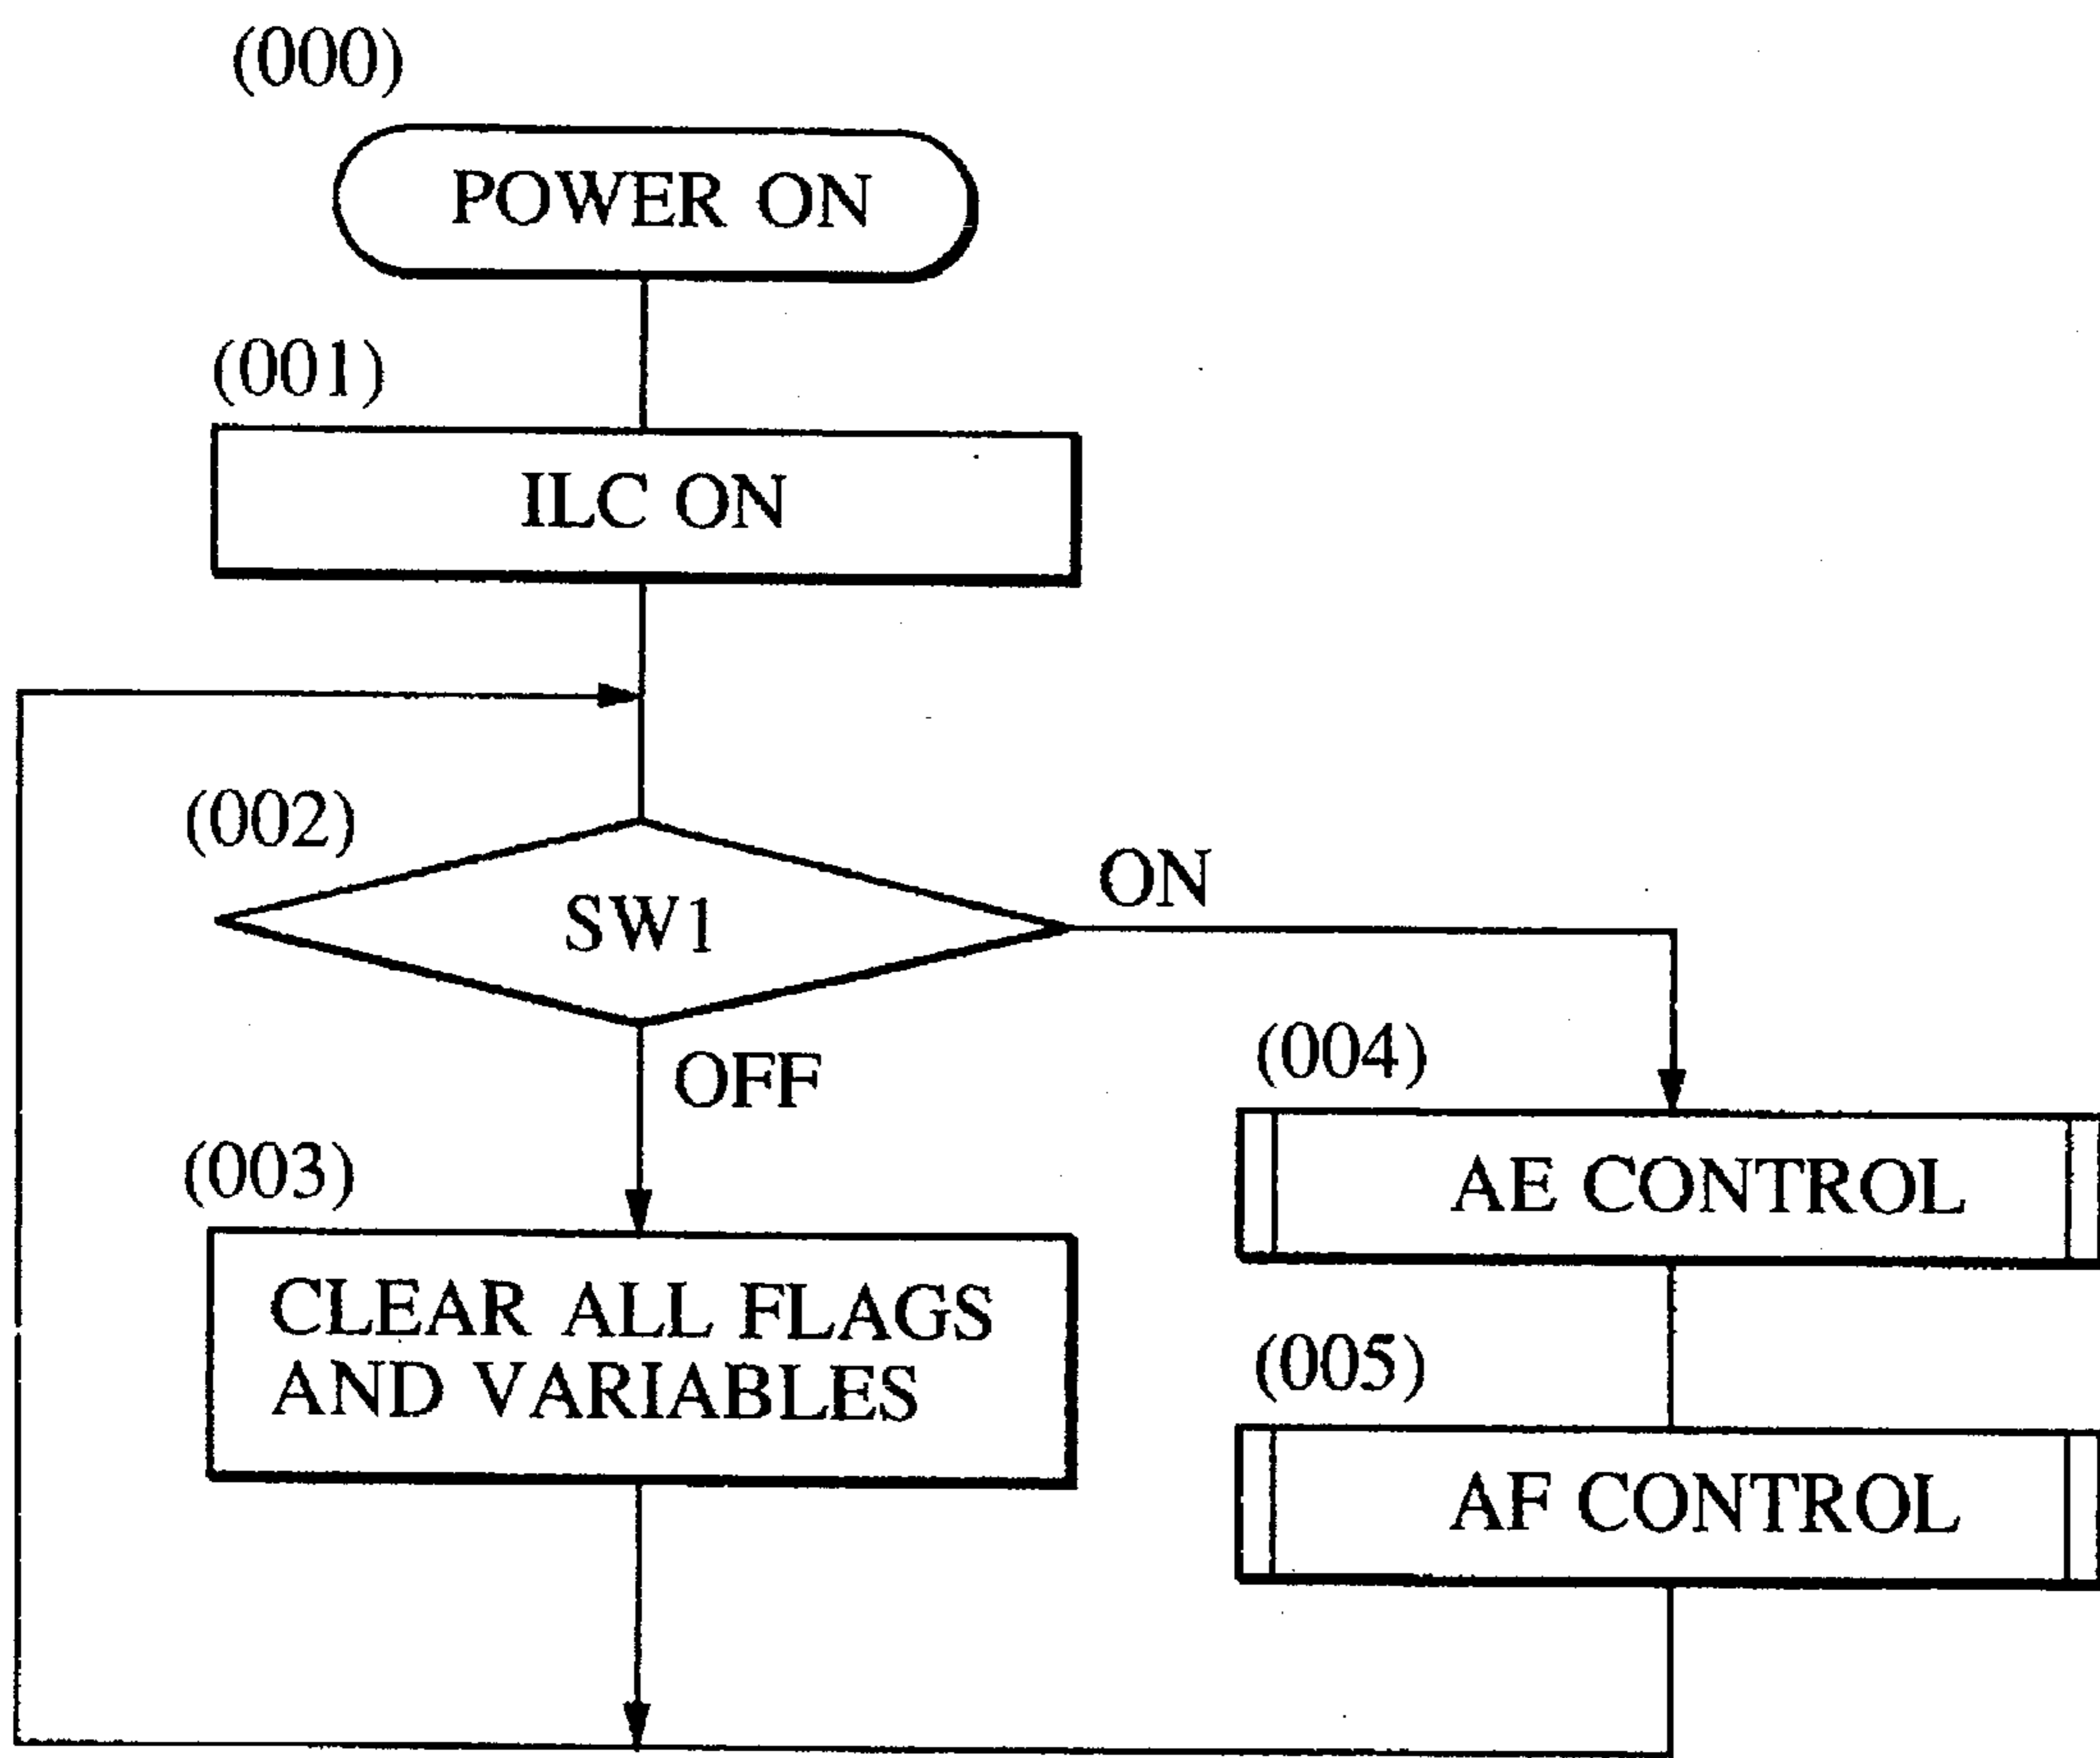 (000)
POWER ON
(001)
ILC ON
(002)
SW1
ON
OFF
(003)
CLEAR ALL FLAGS
AND VARIABLES
(004)
AE CONTROL
(005)
AF CONTROL